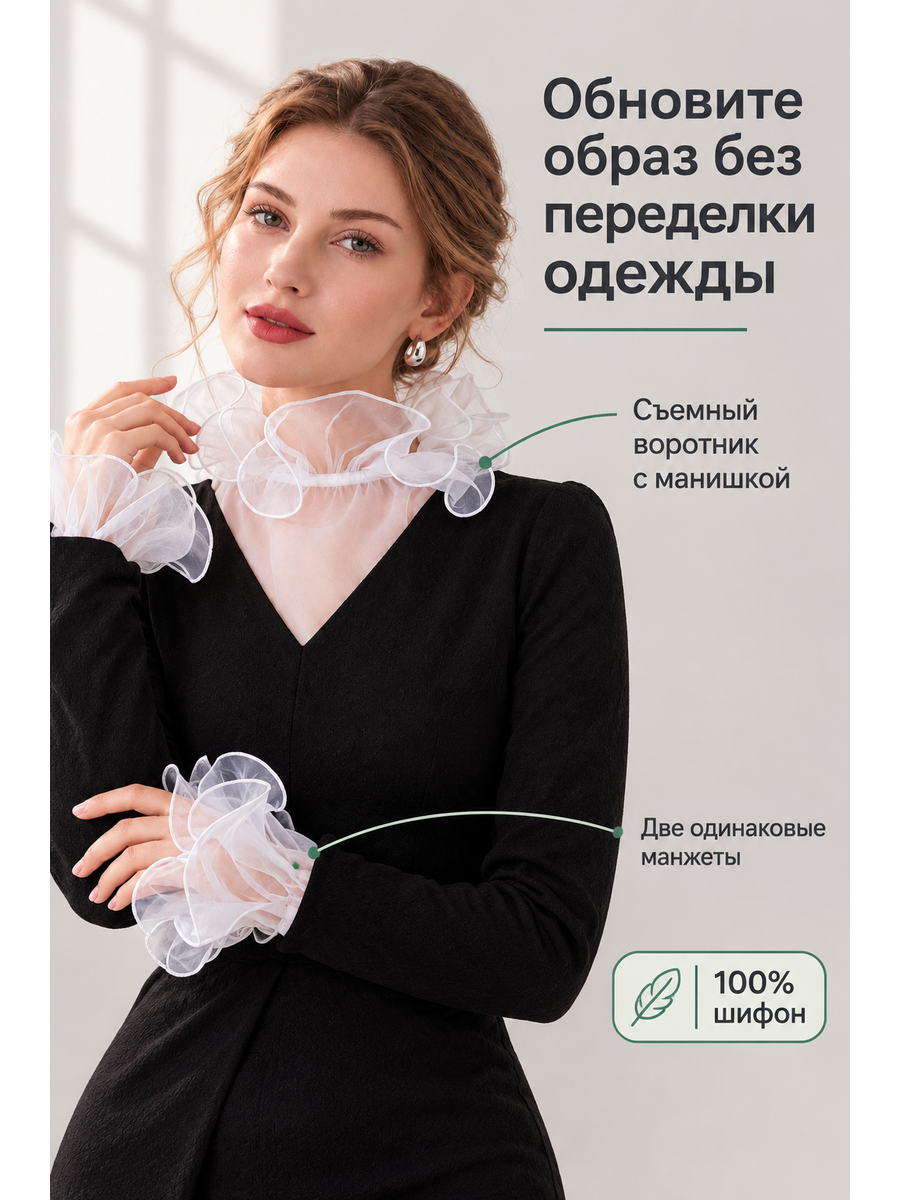 Обновите
образ без
переделки
одежды
Съемный
воротник
с манишкой
Две одинаковые
манжеты
100%
шифон